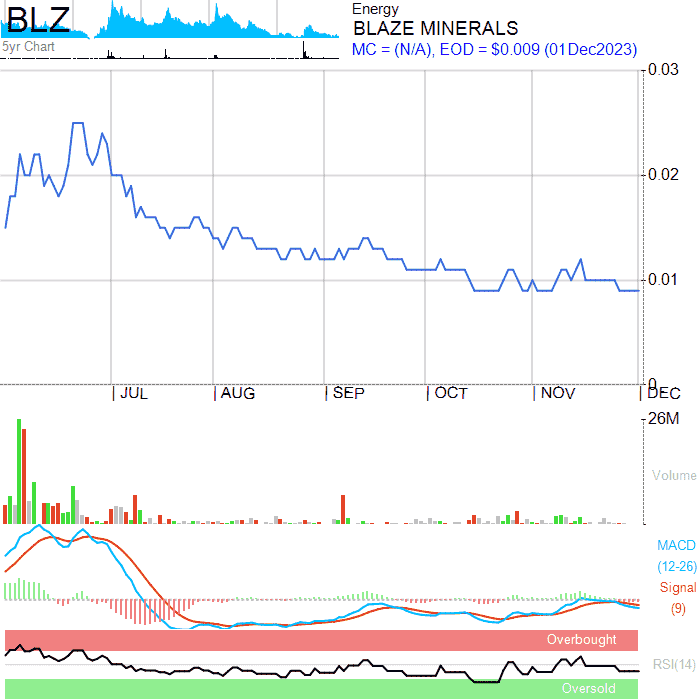 BLZ
5yr Chart
Energy
BLAZE MINERALS
MC = (N/A), EOD = $0.009 (01Dec2023)
0.03
0.02
0.01
0
JUL AUG SEP OCT NOV DEC
26M
Volume
MACD
(12-26)
Signal
(9)
Overbought
RSI(14)
Oversold